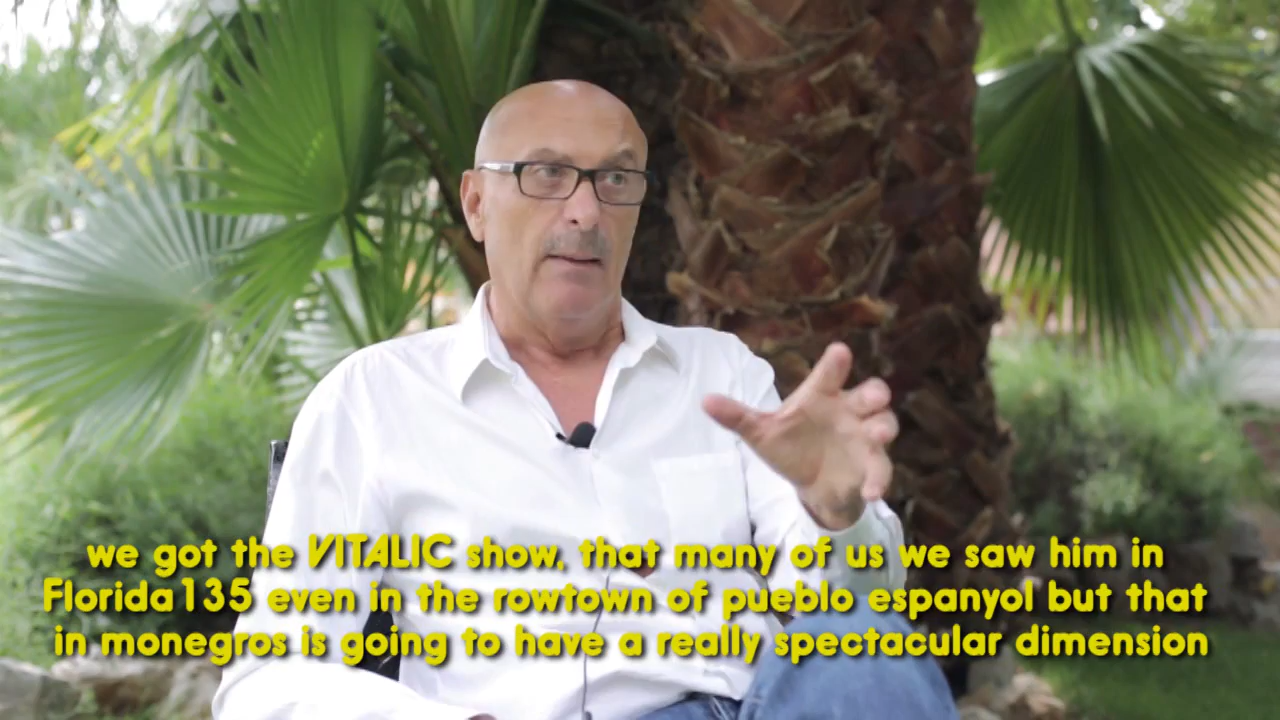 we got the VITALIC show, that many of us we saw him in
Florida135 even in the rowtown of pueblo espanyol but that
in monegros is going to have a really spectacular dimension